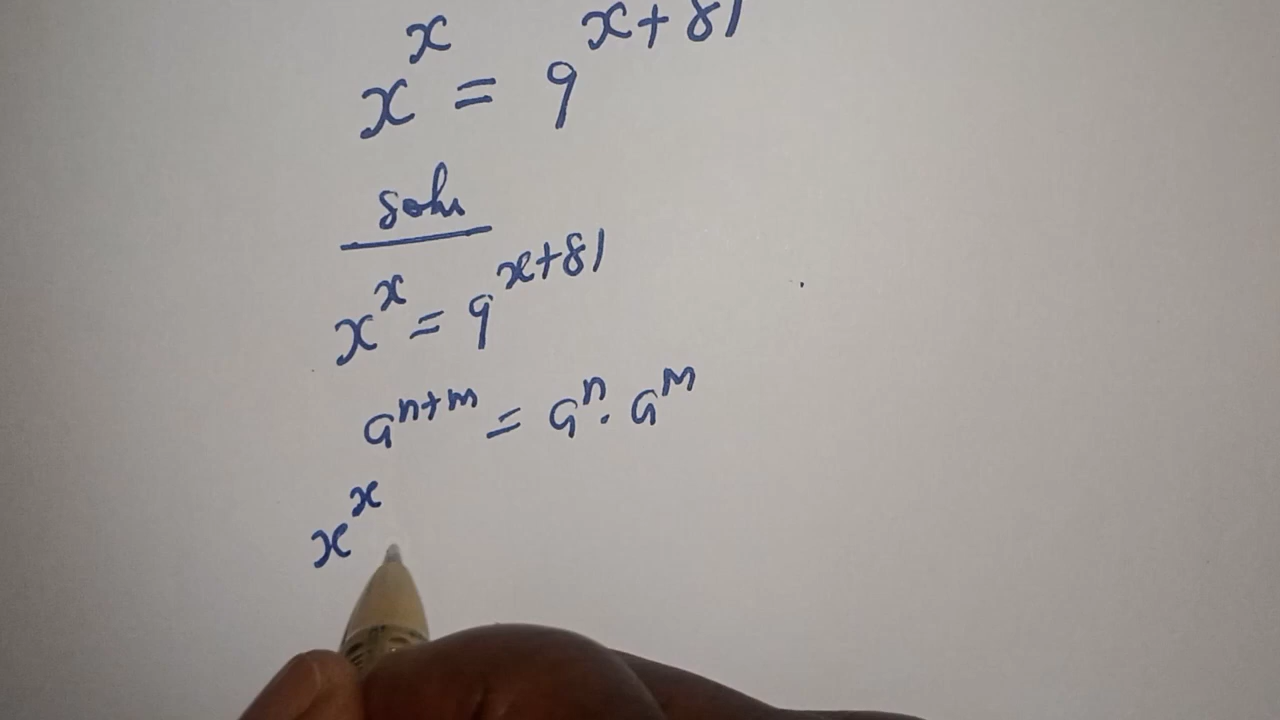 x^x = 9^{x+81}
Soln
x^x = 9^{x+81}
a^{n+m} = a^n . a^m
x^x